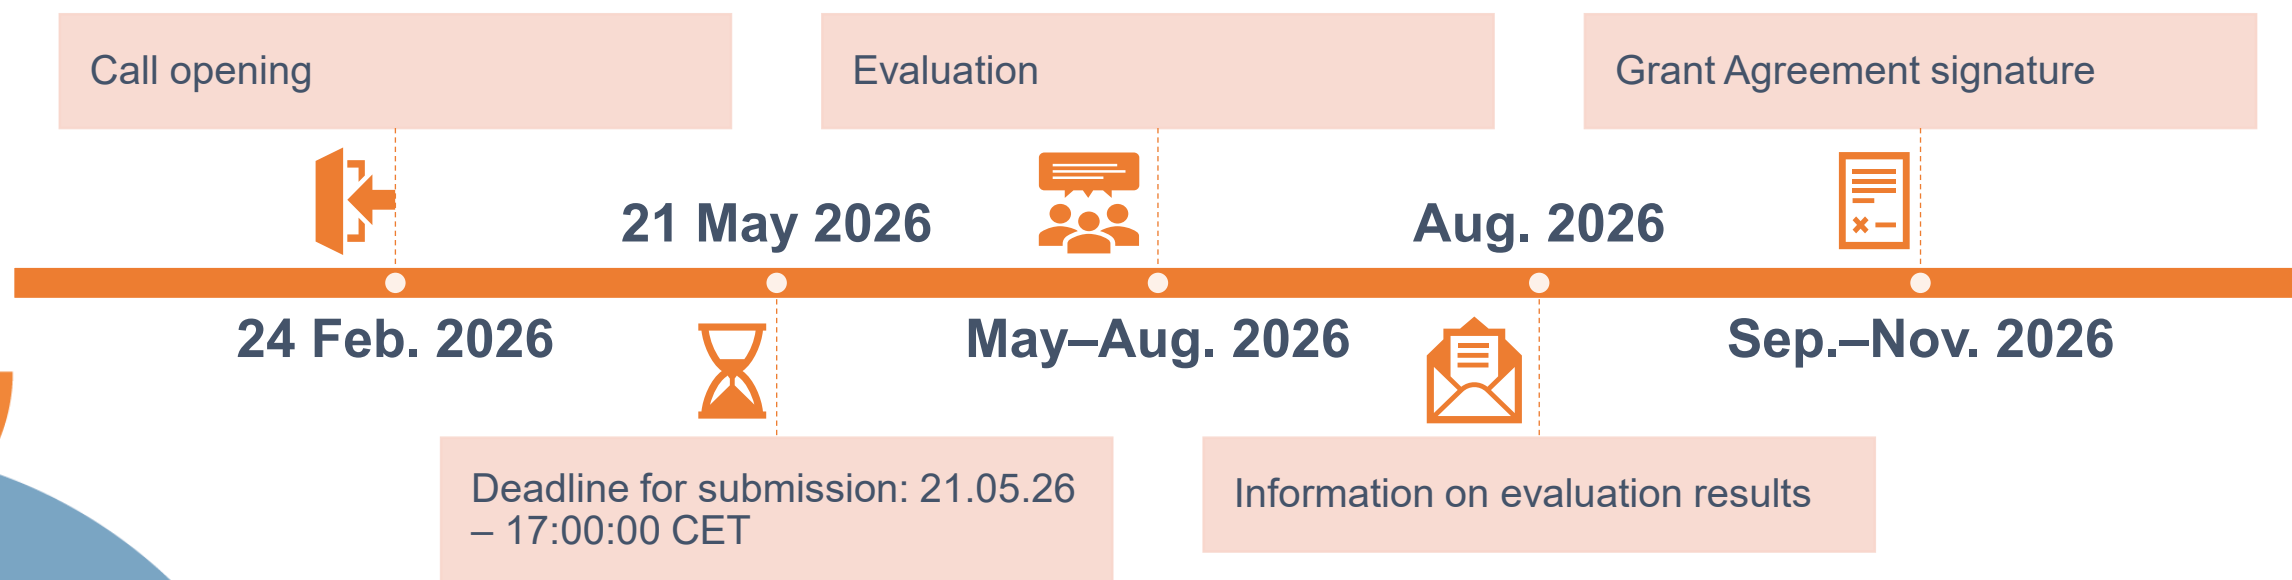 Call opening
Evaluation
Grant Agreement signature
21 May 2026
Aug. 2026
24 Feb. 2026
May–Aug. 2026
Sep.–Nov. 2026
Deadline for submission: 21.05.26
– 17:00:00 CET
Information on evaluation results